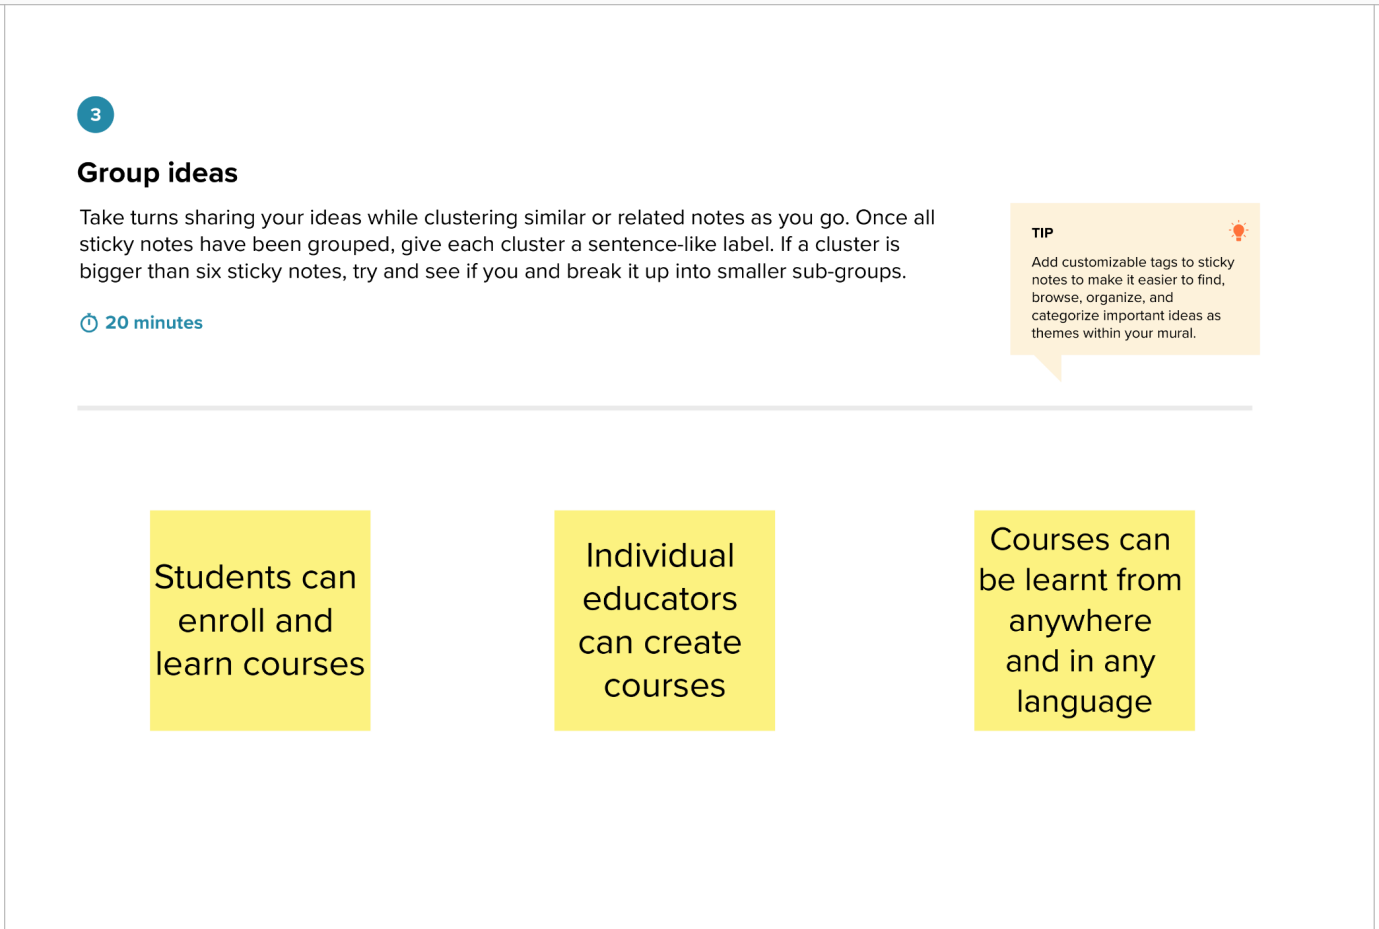 3
Group ideas
Take turns sharing your ideas while clustering similar or related notes as you go. Once all
sticky notes have been grouped, give each cluster a sentence-like label. If a cluster is
bigger than six sticky notes, try and see if you and break it up into smaller sub-groups.
20 minutes
TIP
Add customizable tags to sticky
notes to make it easier to find,
browse, organize, and
categorize important ideas as
themes within your mural.
Students can
enroll and
learn courses
Individual
educators
can create
courses
Courses can
be learnt from
anywhere
and in any
language